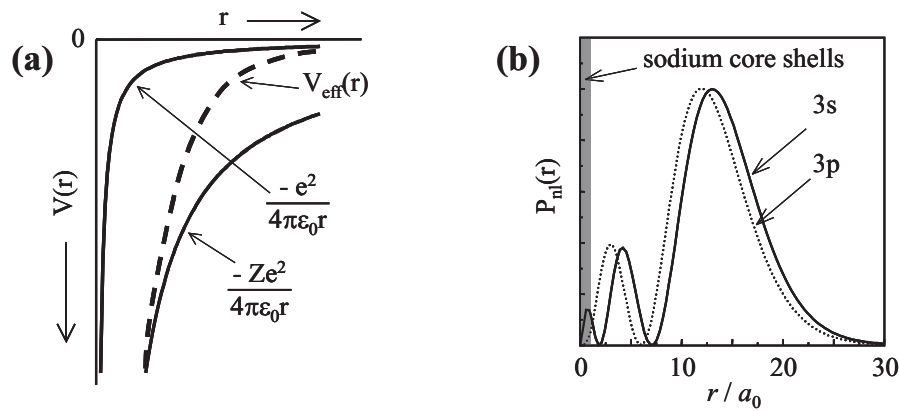 (a)
r
0
V(r)
V_eff(r)
- e²
4πε₀r
- Ze²
4πε₀r
(b)
sodium core shells
3s
3p
P_nl(r)
0 10 20 30
r / a₀